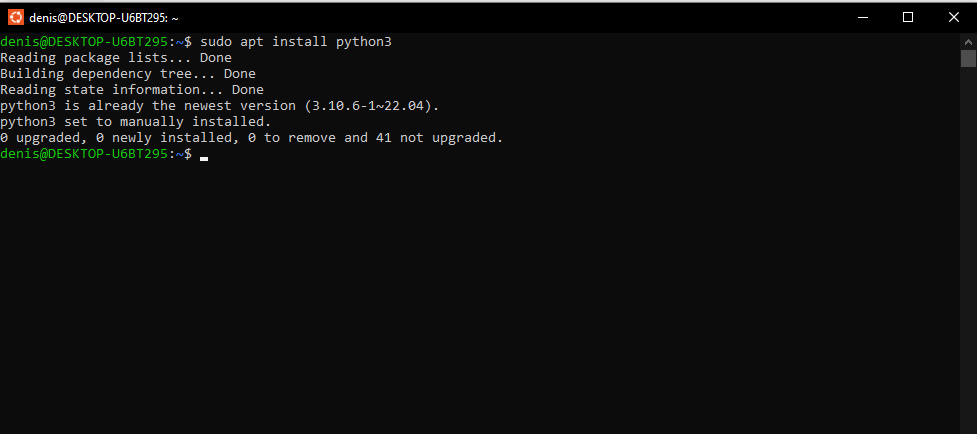 denis@DESKTOP-U6BT295: ~
denis@DESKTOP-U6BT295:~$ sudo apt install python3
Reading package lists... Done
Building dependency tree... Done
Reading state information... Done
python3 is already the newest version (3.10.6-1~22.04).
python3 set to manually installed.
0 upgraded, 0 newly installed, 0 to remove and 41 not upgraded.
denis@DESKTOP-U6BT295:~$